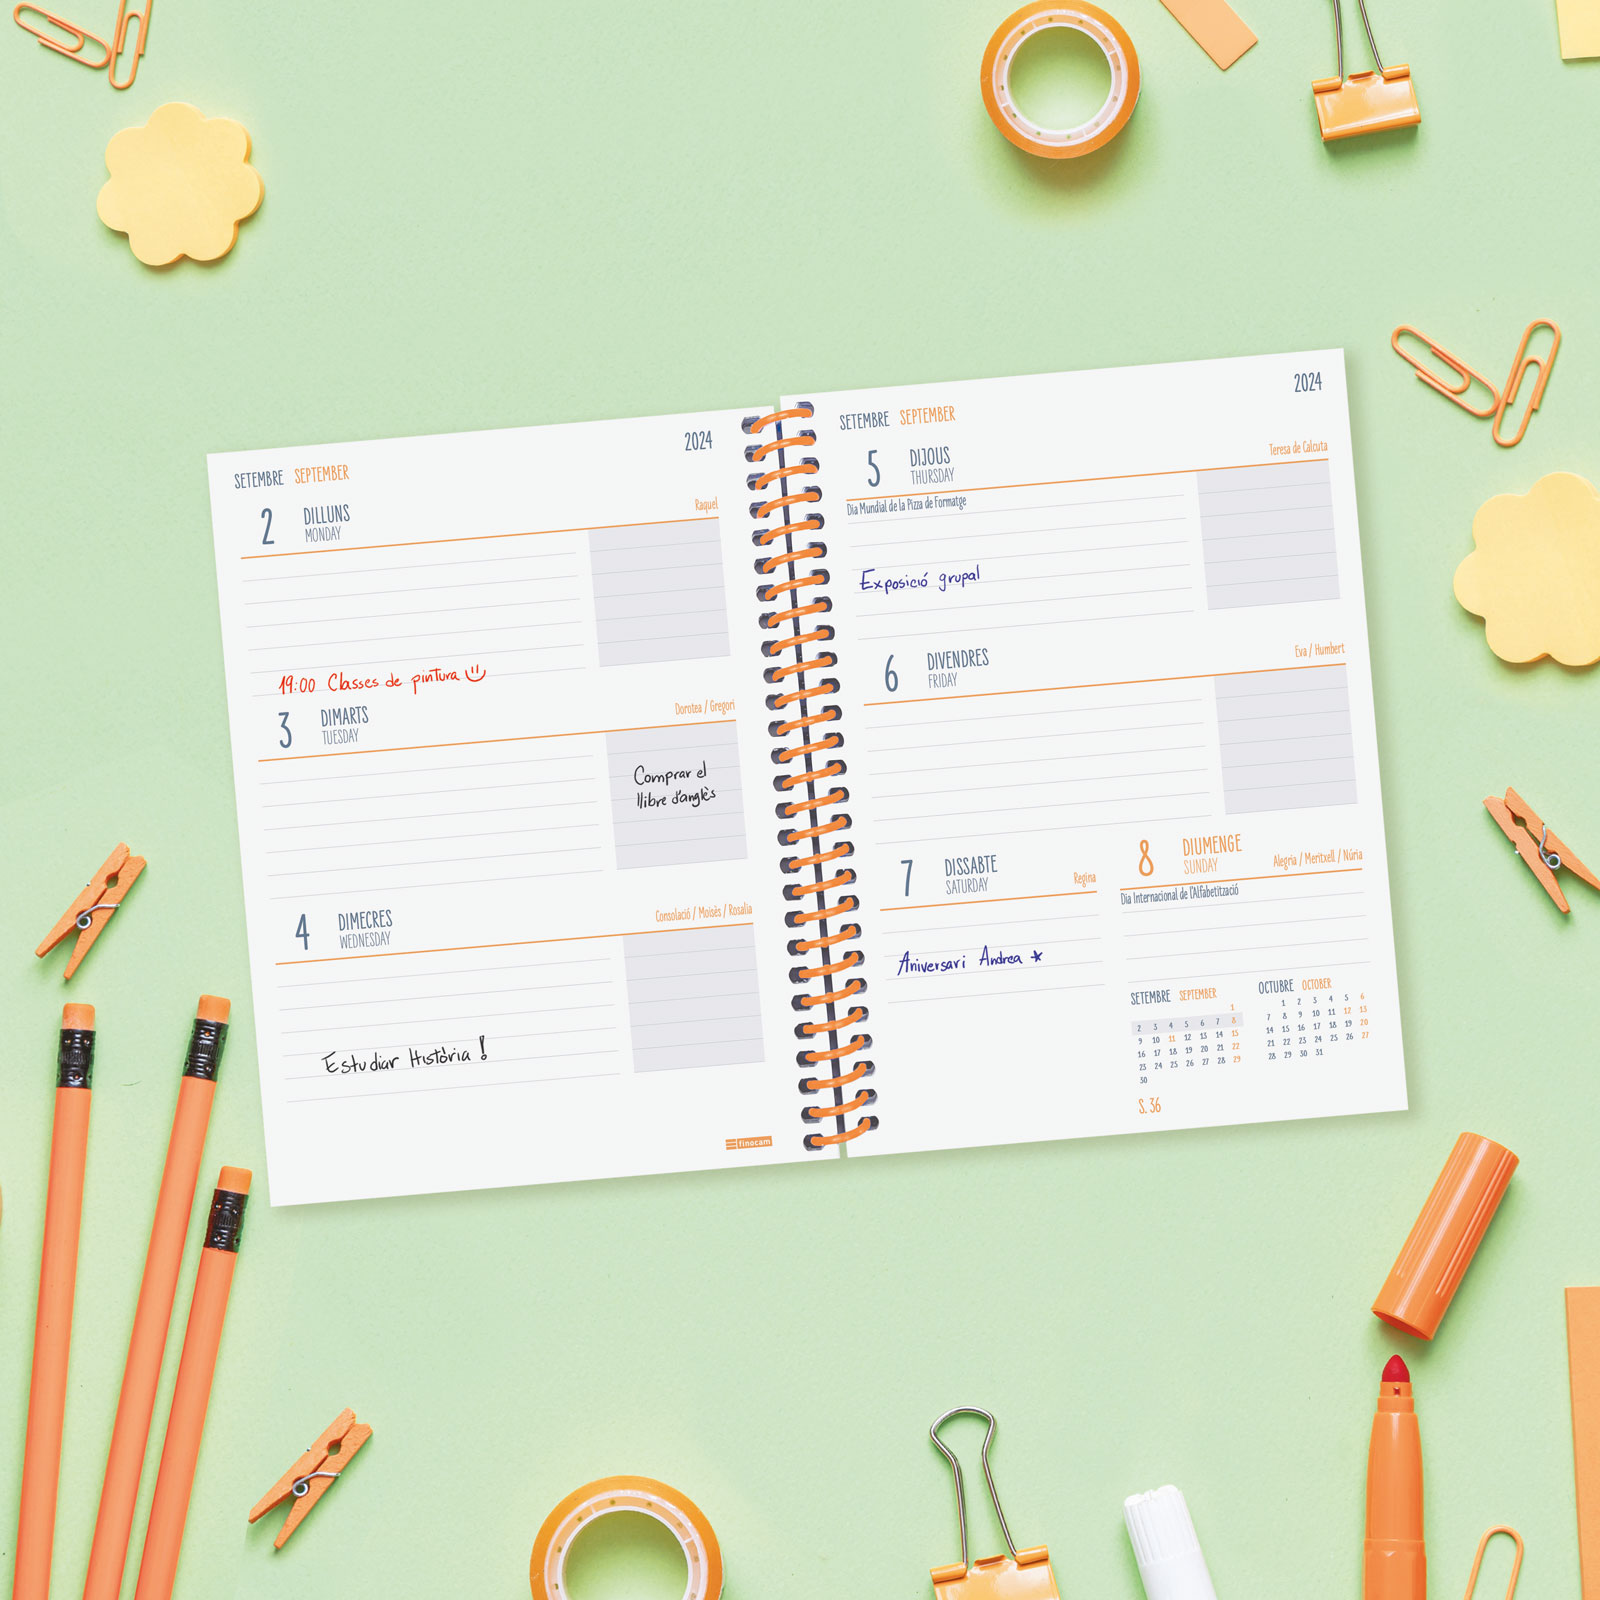 2024
SETEMBRE SEPTEMBER
2 DILLUNS
MONDAY
Raquel
19:00 Classes de pintura
3 DIMARTS
TUESDAY
Dorotea / Gregori
Comprar el
llibre d'anglès
4 DIMECRES
WEDNESDAY
Consolació / Moisès / Rosalia
Estudiar Història !
finocam
2024
SETEMBRE SEPTEMBER
5 DIJOUS
THURSDAY
Teresa de Calcuta
Dia Mundial de la Pizza de Formatge
Exposició grupal
6 DIVENDRES
FRIDAY
Eva / Humbert
7 DISSABTE
SATURDAY
Regina
Aniversari Andrea
8 DIUMENGE
SUNDAY
Alegria / Meritxell / Núria
Dia Internacional de l'Alfabetització
SETEMBRE SEPTEMBER
1
2 3 4 5 6 7 8
9 10 11 12 13 14 15
16 17 18 19 20 21 22
23 24 25 26 27 28 29
30
OCTUBRE OCTOBER
1 2 3 4 5 6
7 8 9 10 11 12 13
14 15 16 17 18 19 20
21 22 23 24 25 26 27
28 29 30 31
S. 36